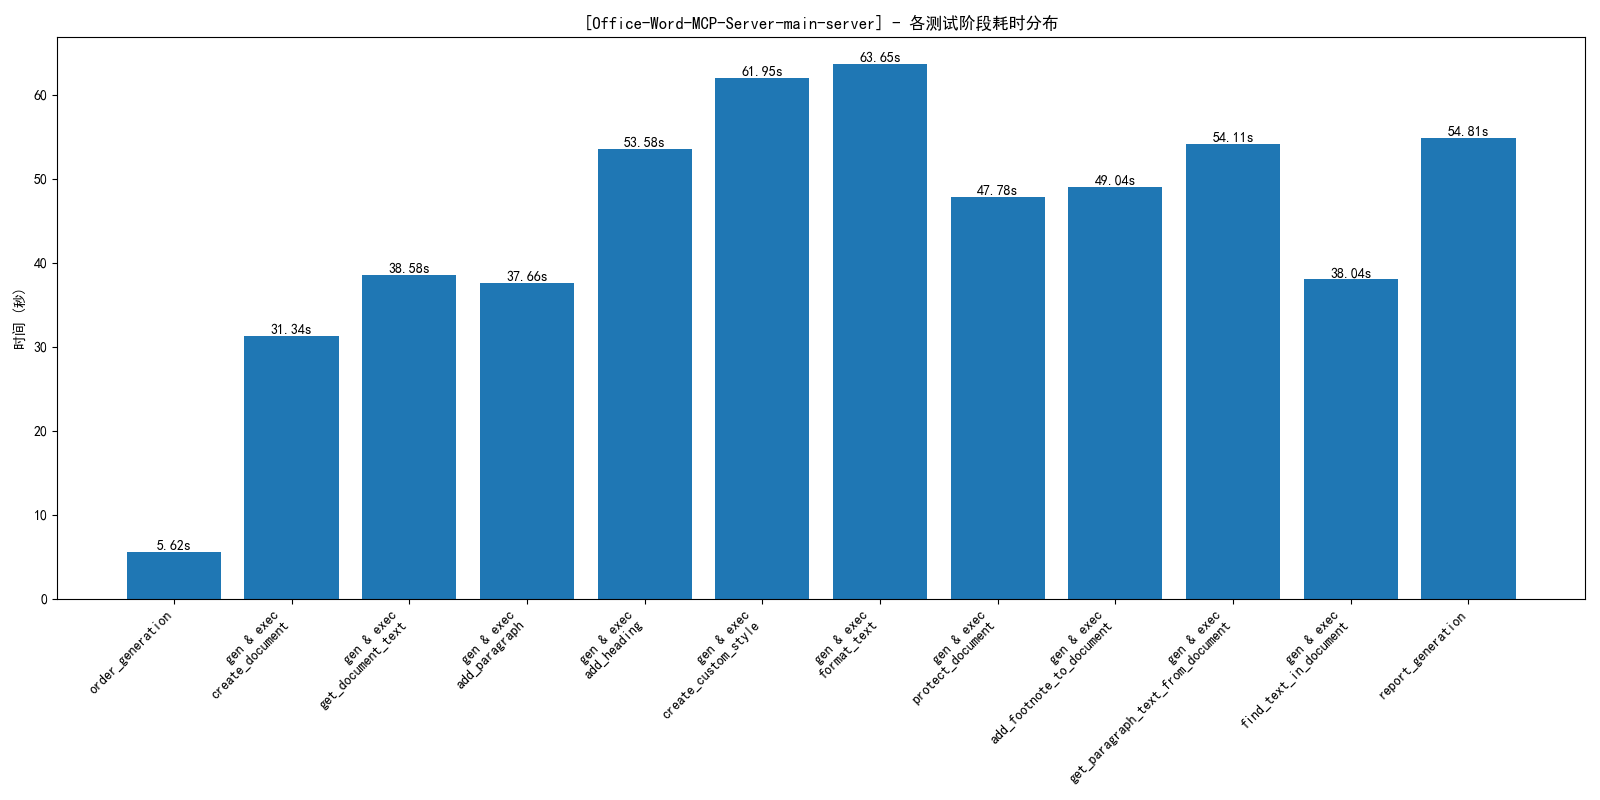 [Office-Word-MCP-Server-main-server] - 各测试阶段耗时分布
时间 (秒)
60
50
40
30
20
10
0
5.62s
31.34s
38.58s
37.66s
53.58s
61.95s
63.65s
47.78s
49.04s
54.11s
38.04s
54.81s
order_generation
gen & exec
create_document
gen & exec
get_document_text
gen & exec
add_paragraph
gen & exec
add_heading
gen & exec
create_custom_style
gen & exec
format_text
gen & exec
protect_document
gen & exec
add_footnote_to_document
gen & exec
get_paragraph_text_from_document
gen & exec
find_text_in_document
report_generation